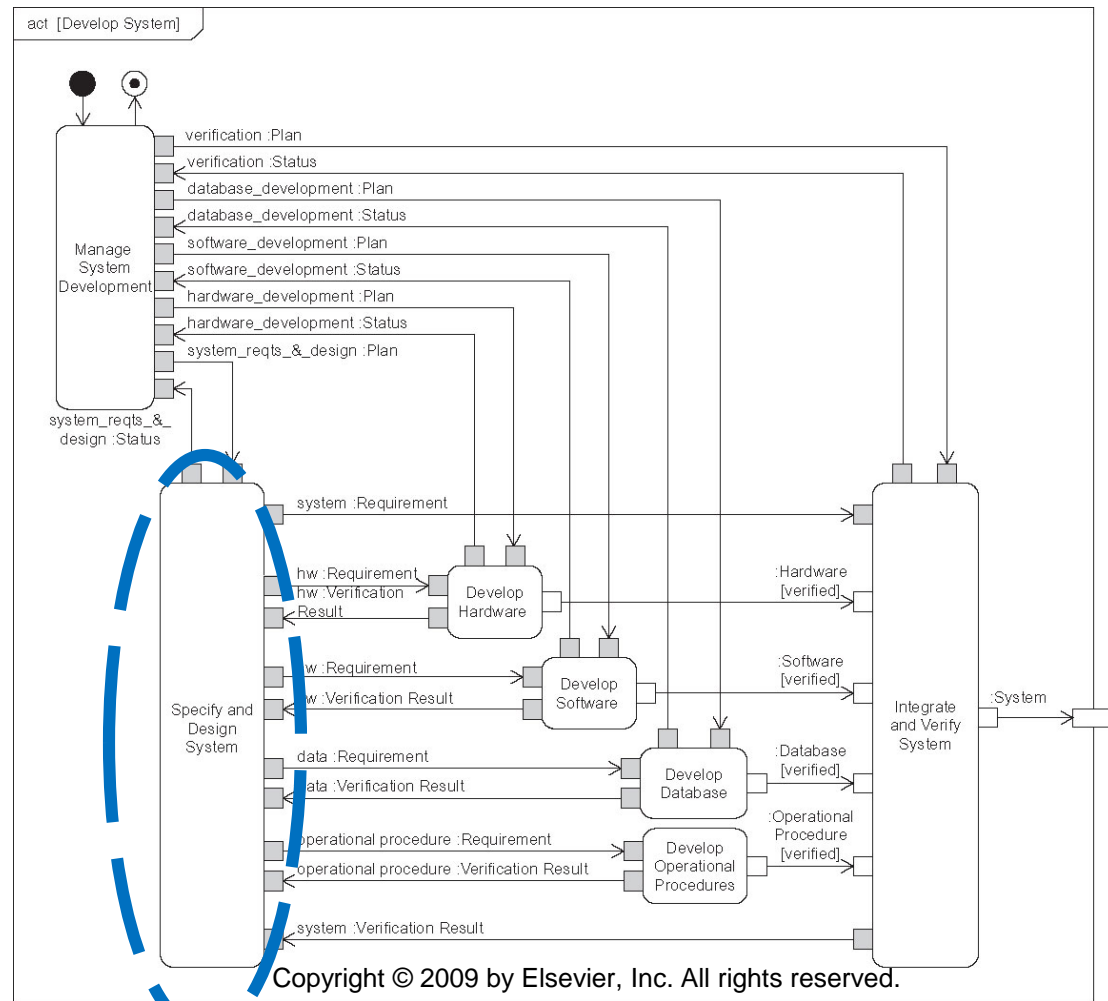 act [Develop System]
verification :Plan
verification :Status
database_development :Plan
database_development :Status
software_development :Plan
software_development :Status
hardware_development :Plan
hardware_development :Status
system_reqts_&_design :Plan
Manage
System
Development
system_reqts_&_
design :Status
system :Requirement
hw :Requirement
hw :Verification
Result
Develop
Hardware
:Hardware
[verified]
:Requirement
:Verification Result
Develop
Software
:Software
[verified]
Specify and
Design
System
Integrate
and Verify
System
:System
data :Requirement
:Verification Result
Develop
Database
:Database
[verified]
operational procedure :Requirement
operational procedure :Verification Result
Develop
Operational
Procedures
:Operational
Procedure
[verified]
system :Verification Result
Copyright © 2009 by Elsevier, Inc. All rights reserved.